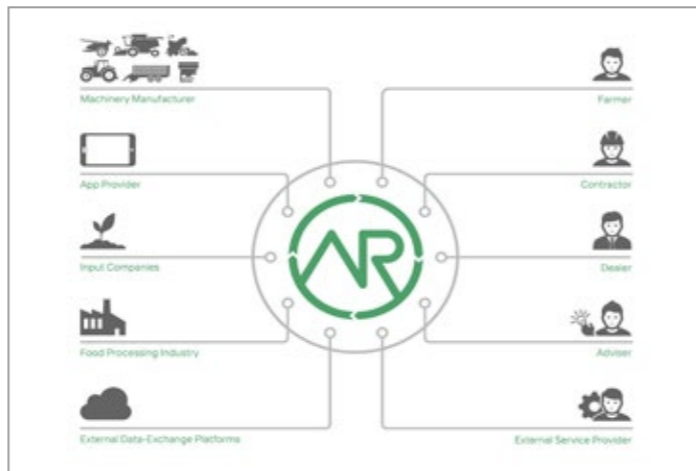 Machinery Manufacturer
Farmer
App Provider
Contractor
Input Companies
AR
Dealer
Food Processing Industry
Adviser
External Data-Exchange Platforms
External Service Provider